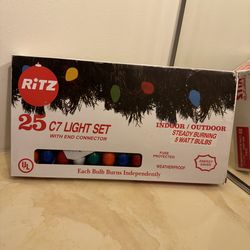 RiTZ
25 C7 LIGHT SET
WITH END CONNECTOR
INDOOR / OUTDOOR
STEADY BURNING
5 WATT BULBS
FUSE
PROTECTED
WEATHERPROOF
UL
Each Bulb Burns Independently